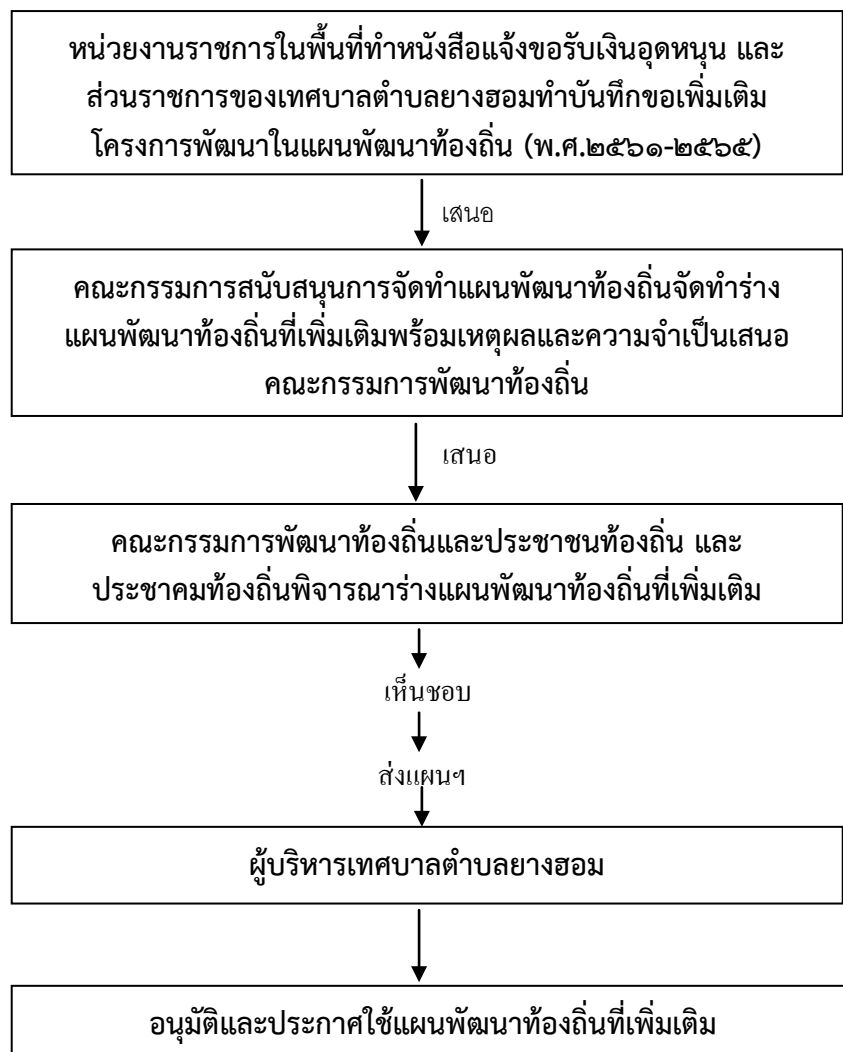 หน่วยงานราชการในพื้นที่ทำหนังสือแจ้งขอรับเงินอุดหนุน และ
ส่วนราชการของเทศบาลตำบลยางฮอมทำบันทึกขอเพิ่มเติม
โครงการพัฒนาในแผนพัฒนาท้องถิ่น (พ.ศ.๒๕๖๑-๒๕๖๕)
เสนอ
คณะกรรมการสนับสนุนการจัดทำแผนพัฒนาท้องถิ่นจัดทำร่าง
แผนพัฒนาท้องถิ่นที่เพิ่มเติมพร้อมเหตุผลและความจำเป็นเสนอ
คณะกรรมการพัฒนาท้องถิ่น
เสนอ
คณะกรรมการพัฒนาท้องถิ่นและประชาชนท้องถิ่น และ
ประชาคมท้องถิ่นพิจารณาร่างแผนพัฒนาท้องถิ่นที่เพิ่มเติม
เห็นชอบ
ส่งแผนฯ
ผู้บริหารเทศบาลตำบลยางฮอม
อนุมัติและประกาศใช้แผนพัฒนาท้องถิ่นที่เพิ่มเติม